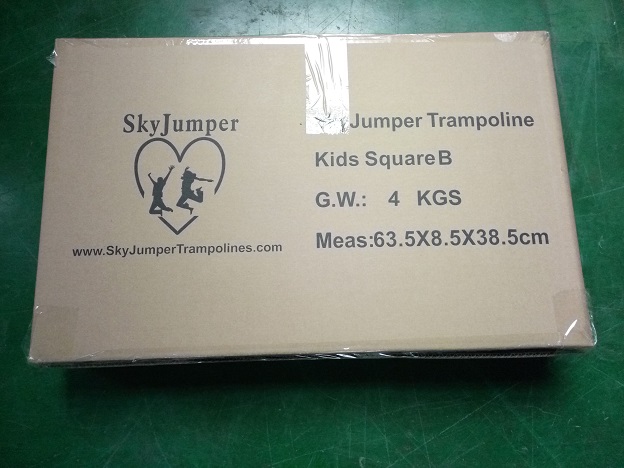 SkyJumper
www.SkyJumperTrampolines.com
Jumper Trampoline
Kids Square B
G.W.: 4 KGS
Meas:63.5X8.5X38.5cm